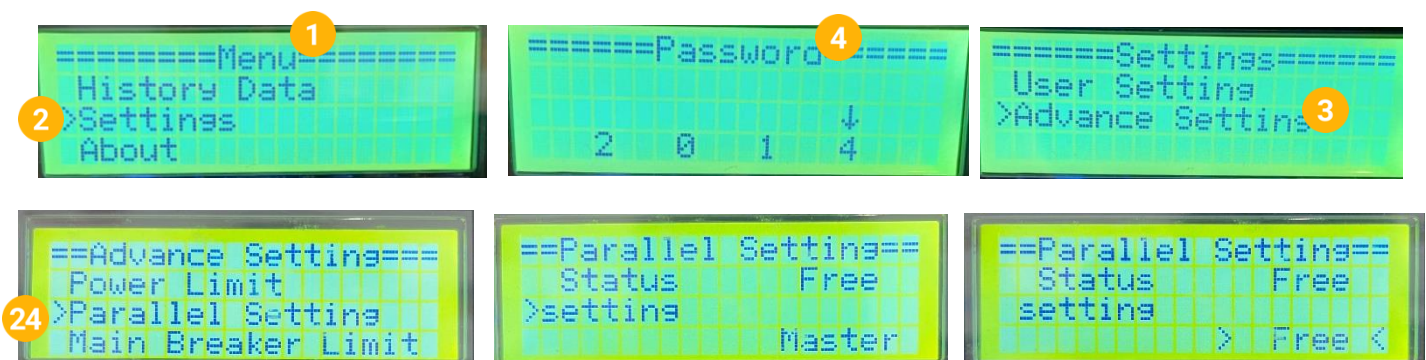 1
======Menu======
History Data
2
>Settings
About
4
======Password======
↓
2 0 1 4
======Settings======
User Setting
>Advance Setting
3
==Advance Setting===
Power Limit
24
>Parallel Setting
Main Breaker Limit
==Parallel Setting==
Status Free
>setting
Master
==Parallel Setting==
Status Free
setting
> Free <